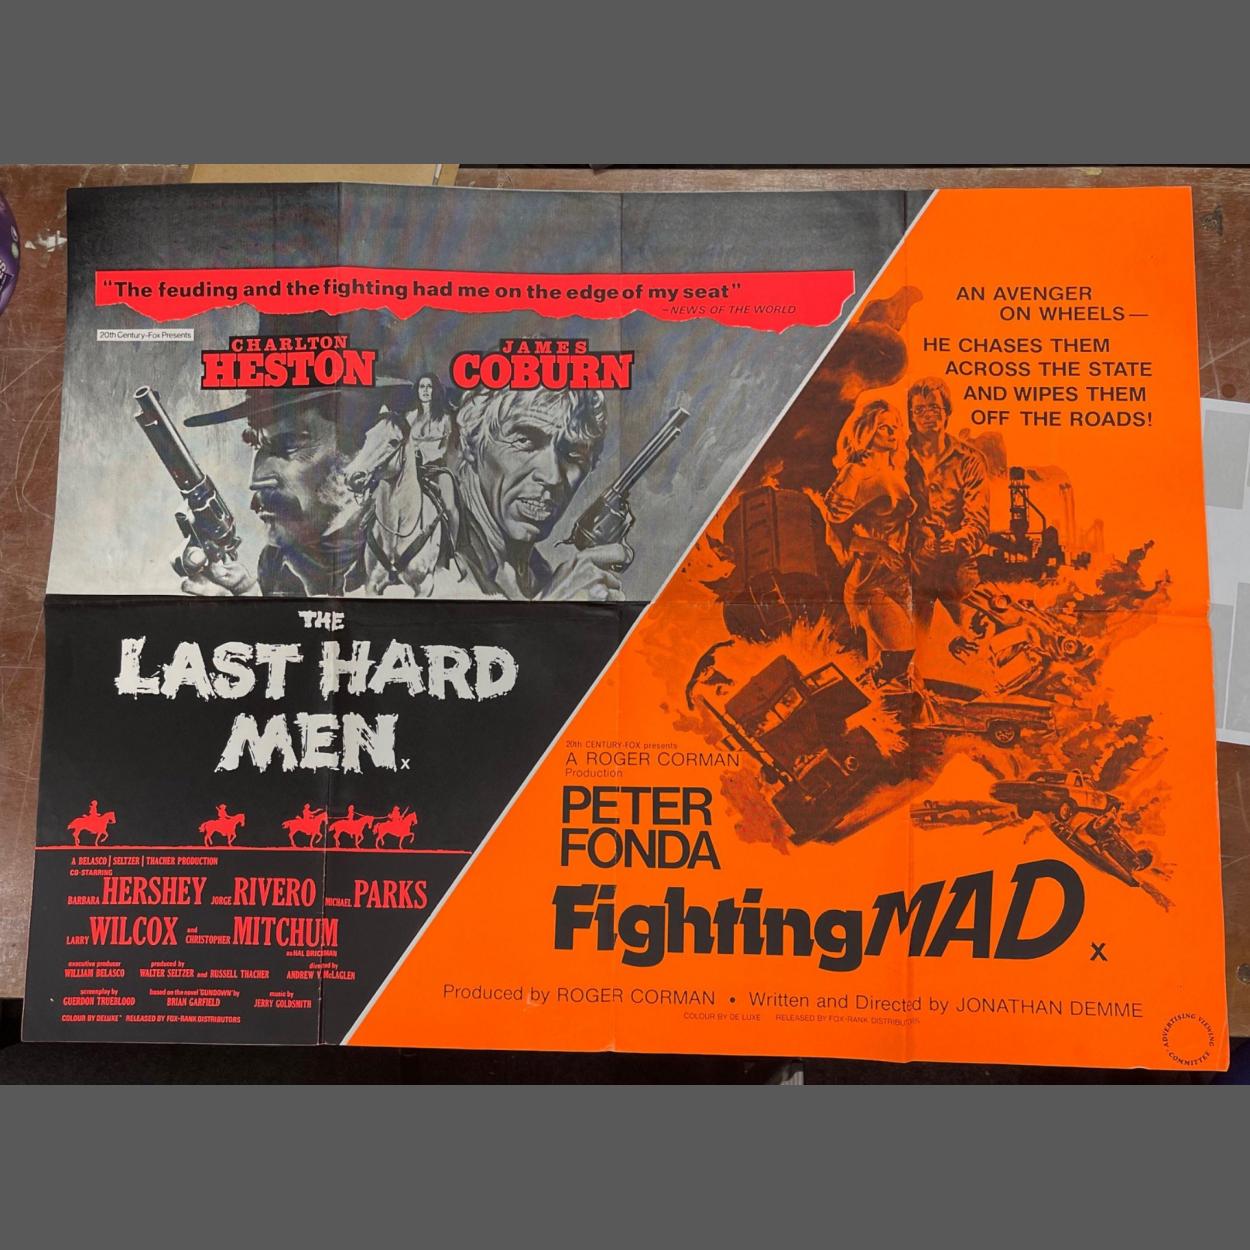 "The feuding and the fighting had me on the edge of my seat"
–NEWS OF THE WORLD
20th Century-Fox Presents
CHARLTON
HESTON
JAMES
COBURN
THE
LAST HARD
MEN x
A BELASCO | SELTZER | THACHER PRODUCTION
CO-STARRING
BARBARA HERSHEY JORGE RIVERO MICHAEL PARKS
LARRY WILCOX and CHRISTOPHER MITCHUM
as HAL BRICKMAN
executive producer
WILLIAM BELASCO
produced by
WALTER SELTZER and RUSSELL THACHER
directed by
ANDREW V McLAGLEN
screenplay by
GUERDON TRUEBLOOD
based on the novel 'GUNDOWN' by
BRIAN GARFIELD
music by
JERRY GOLDSMITH
COLOUR BY DELUXE® RELEASED BY FOX-RANK DISTRIBUTORS
AN AVENGER
ON WHEELS—
HE CHASES THEM
ACROSS THE STATE
AND WIPES THEM
OFF THE ROADS!
20th CENTURY-FOX presents
A ROGER CORMAN
Production
PETER
FONDA
Fighting MAD x
Produced by ROGER CORMAN • Written and Directed by JONATHAN DEMME
COLOUR BY DE LUXE RELEASED BY FOX-RANK DISTRIBUTORS
ADVERTISING VIEWING
COMMITTEE